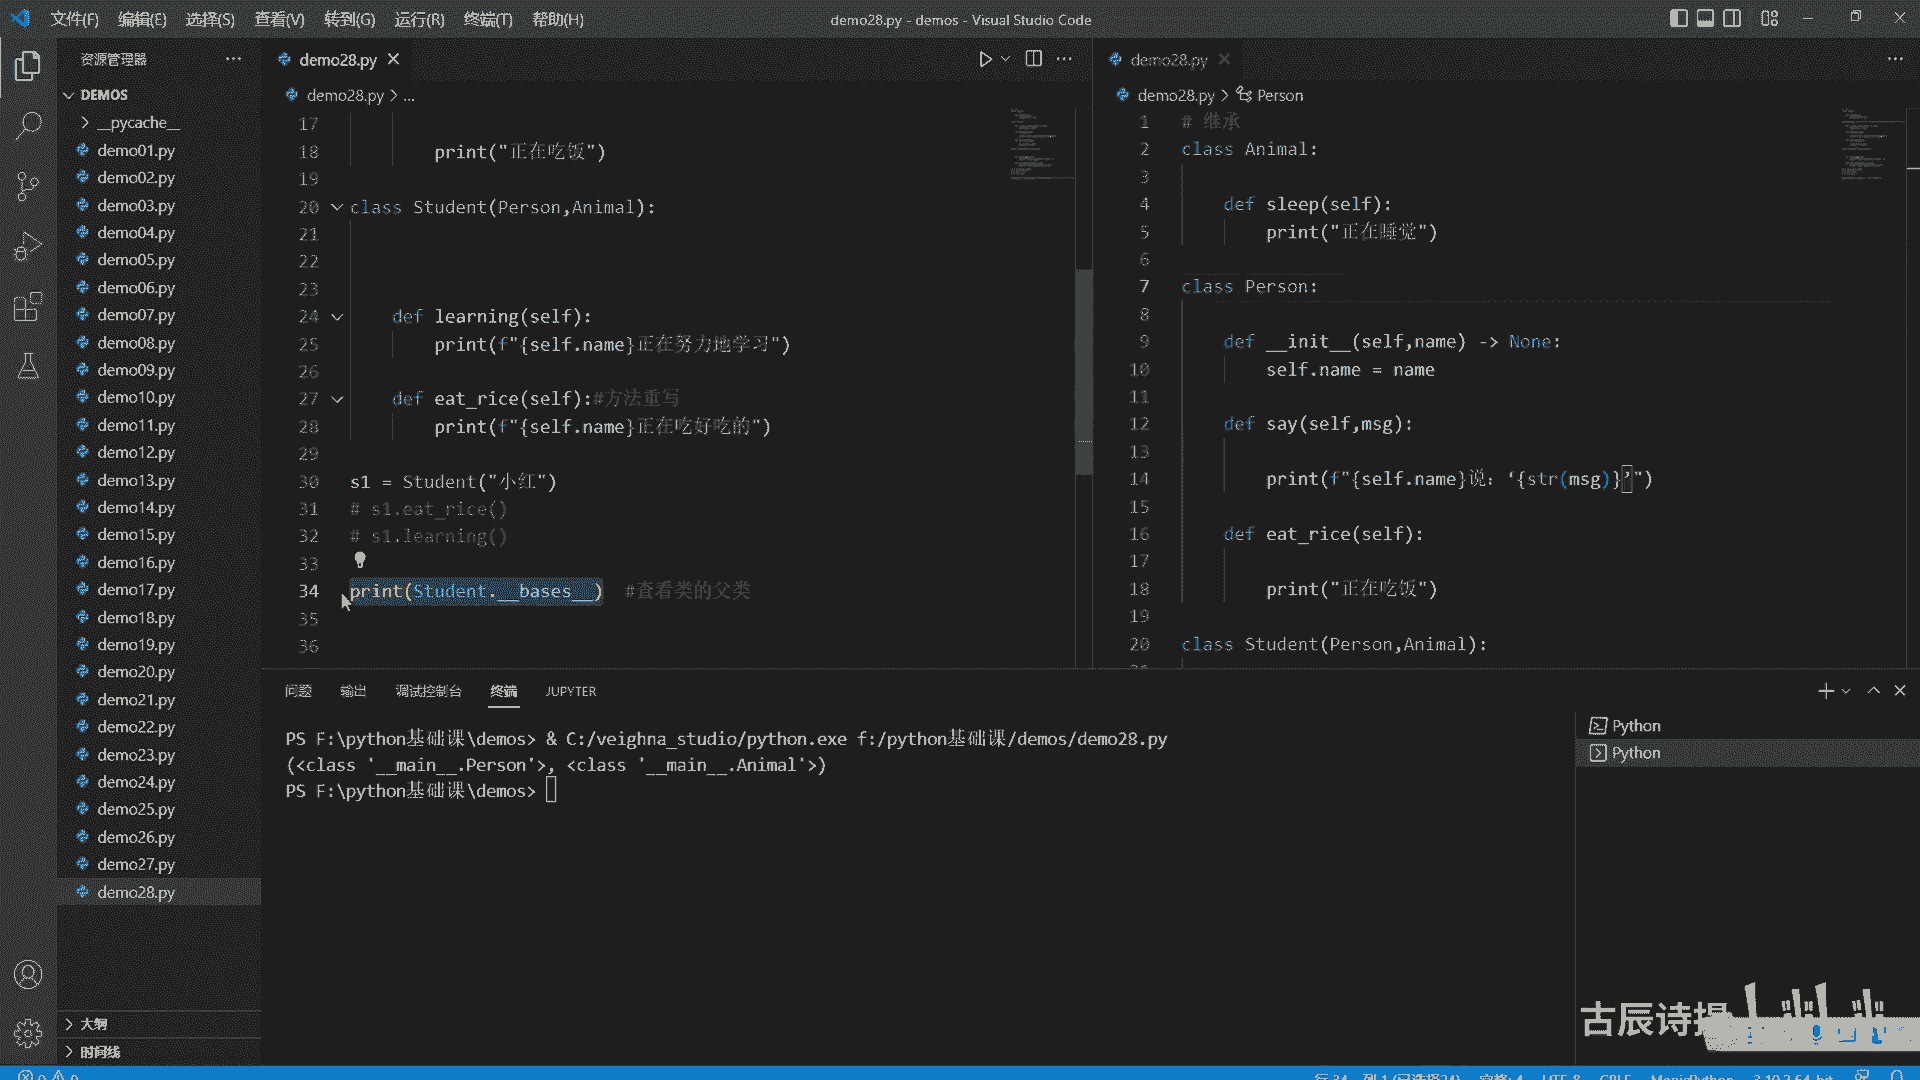 文件(F) 编辑(E) 选择(S) 查看(V) 转到(G) 运行(R) 终端(T) 帮助(H) demo28.py - demos - Visual Studio Code
资源管理器
DEMOS
__pycache__
demo01.py
demo02.py
demo03.py
demo04.py
demo05.py
demo06.py
demo07.py
demo08.py
demo09.py
demo10.py
demo11.py
demo12.py
demo13.py
demo14.py
demo15.py
demo16.py
demo17.py
demo18.py
demo19.py
demo20.py
demo21.py
demo22.py
demo23.py
demo24.py
demo25.py
demo26.py
demo27.py
demo28.py
大纲
时间线
demo28.py
demo28.py > ...
17
18 print("正在吃饭")
19
20 class Student(Person,Animal):
21
22
23
24 def learning(self):
25 print(f"{self.name}正在努力地学习")
26
27 def eat_rice(self):#方法重写
28 print(f"{self.name}正在吃好吃的")
29
30 s1 = Student("小红")
31 # s1.eat_rice()
32 # s1.learning()
33
34 print(Student.__bases__) #查看类的父类
35
36
demo28.py
demo28.py > Person
1 # 继承
2 class Animal:
3
4 def sleep(self):
5 print("正在睡觉")
6
7 class Person:
8
9 def __init__(self,name) -> None:
10 self.name = name
11
12 def say(self,msg):
13
14 print(f"{self.name}说：‘{str(msg)}’")
15
16 def eat_rice(self):
17
18 print("正在吃饭")
19
20 class Student(Person,Animal):
问题 输出 调试控制台 终端 JUPYTER
PS F:\python基础课\demos> & C:/veighna_studio/python.exe f:/python基础课/demos/demo28.py
(<class '__main__.Person'>, <class '__main__.Animal'>)
PS F:\python基础课\demos>
Python
Python
古辰诗提